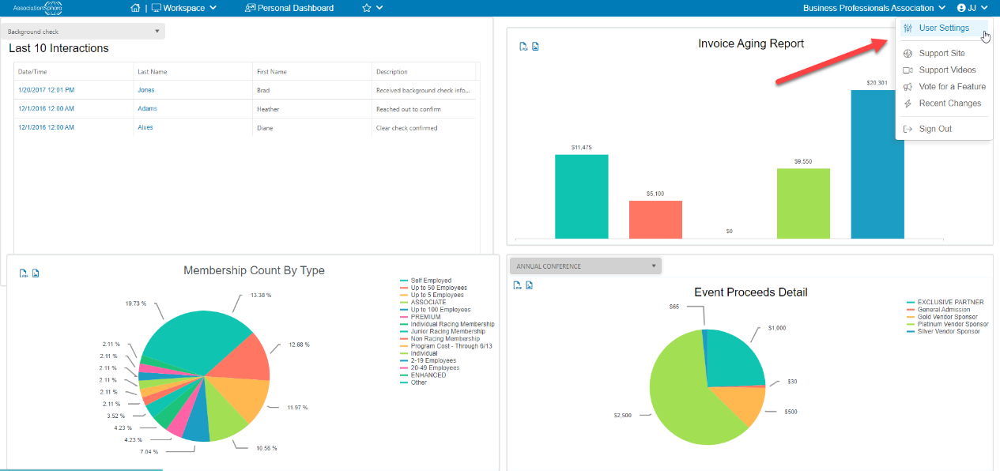 AssociationSphere
Workspace
Personal Dashboard
Business Professionals Association
JJ
User Settings
Support Site
Support Videos
Vote for a Feature
Recent Changes
Sign Out
Background check
Last 10 Interactions
Date/Time Last Name First Name Description
1/20/2017 12:01 PM Jones Brad Received background check info...
12/1/2016 12:00 AM Adams Heather Reached out to confirm
12/1/2016 12:00 AM Alves Diane Clear check confirmed
PDF
Invoice Aging Report
$11,475
$5,100
$0
$9,550
$20,301
PDF
Membership Count By Type
13.38 %
12.68 %
11.97 %
10.56 %
7.04 %
4.23 %
4.23 %
3.52 %
2.11 %
2.11 %
2.11 %
2.11 %
2.11 %
2.11 %
19.73 %
Self Employed
Up to 50 Employees
Up to 5 Employees
ASSOCIATE
Up to 100 Employees
PREMIUM
Individual Racing Membership
Junior Racing Membership
Non Racing Membership
Program Cost - Through 6/13
Individual
2-19 Employees
20-49 Employees
ENHANCED
Other
ANNUAL CONFERENCE
PDF
Event Proceeds Detail
$65
$1,000
$30
$500
$2,500
EXCLUSIVE PARTNER
General Admission
Gold Vendor Sponsor
Platinum Vendor Sponsor
Silver Vendor Sponsor